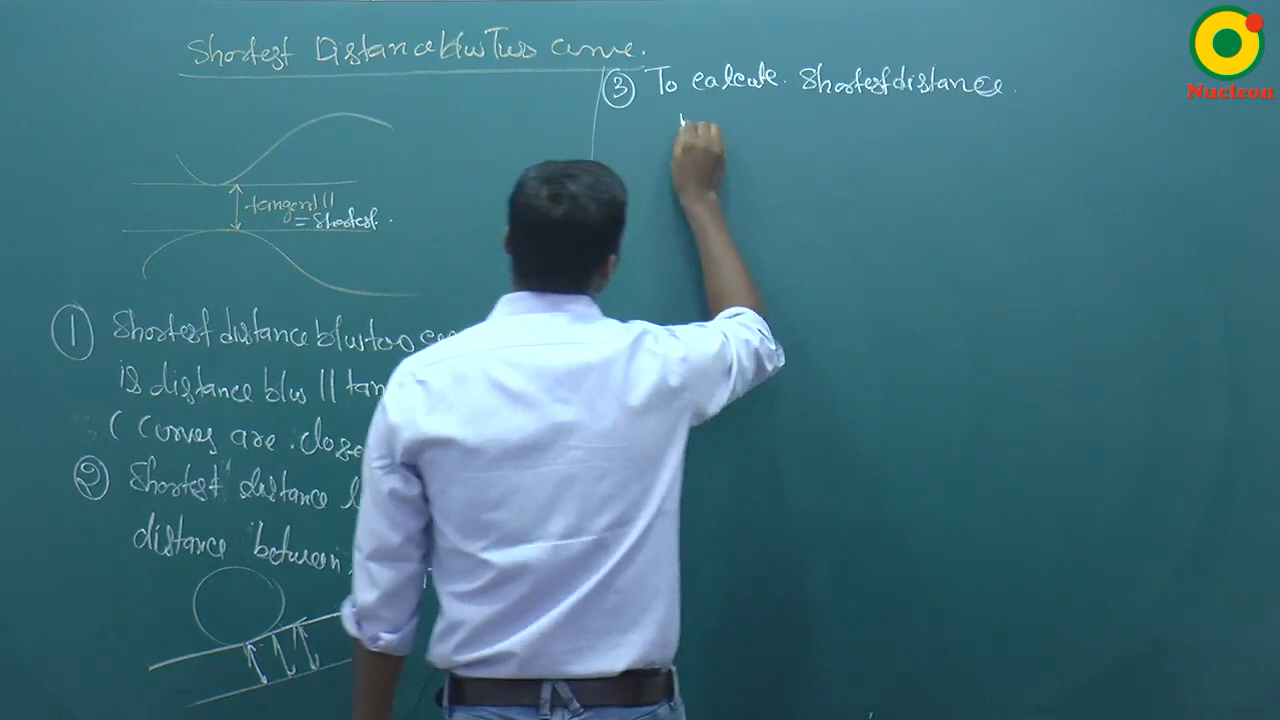 Shortest Distance b/w Two curve.
tangent ||
= shortest.
① Shortest distance b/w two
is distance b/w || tan
( Curves are close
② Shortest distance
distance between
③ To calcute. Shortest distance.
Nucleon